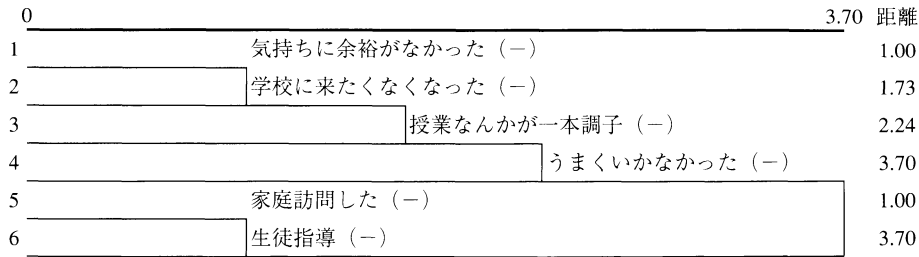 0 3.70 距離
1 気持ちに余裕がなかった（－） 1.00
2 学校に来たくなくなった（－） 1.73
3 授業なんかが一本調子（－） 2.24
4 うまくいかなかった（－） 3.70
5 家庭訪問した（－） 1.00
6 生徒指導（－） 3.70